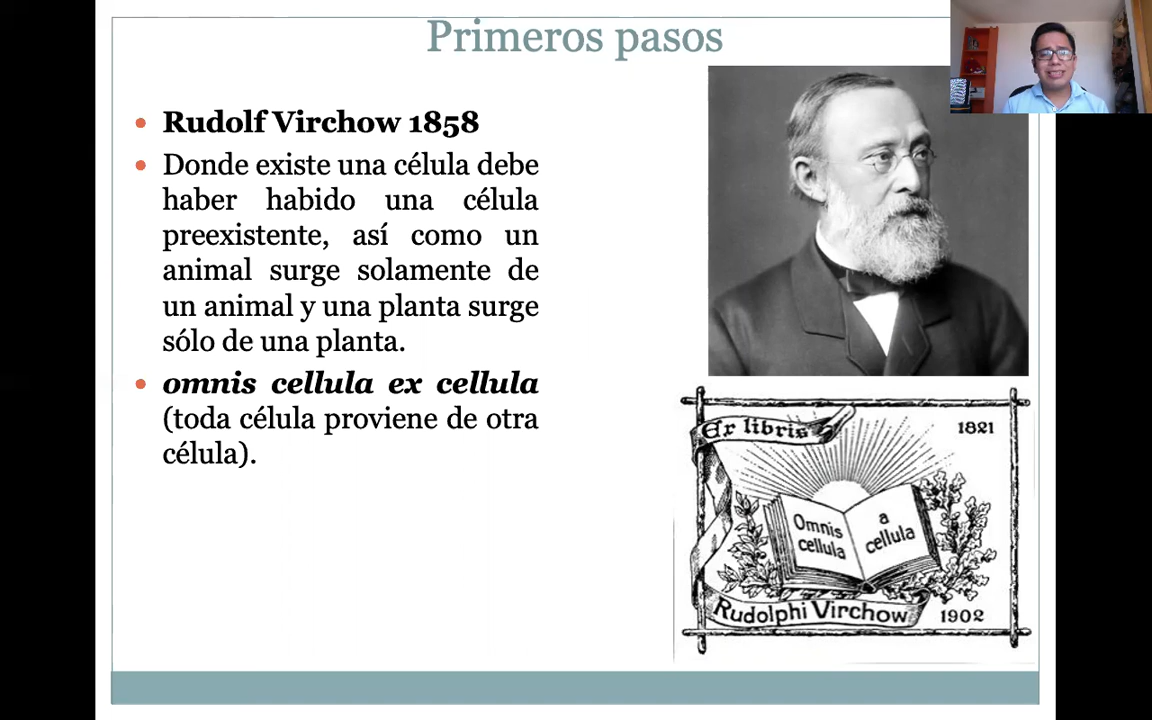 Primeros pasos
Rudolf Virchow 1858
Donde existe una célula debe
haber habido una célula
preexistente, así como un
animal surge solamente de
un animal y una planta surge
sólo de una planta.
omnis cellula ex cellula
(toda célula proviene de otra
célula).
Ex libris
1821
Omnis
cellula
a
cellula
Rudolphi Virchow
1902